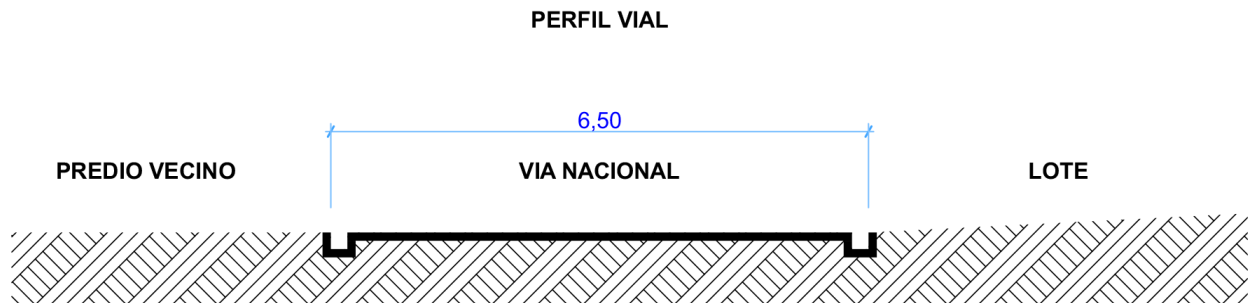 PERFIL VIAL
6,50
PREDIO VECINO VIA NACIONAL LOTE